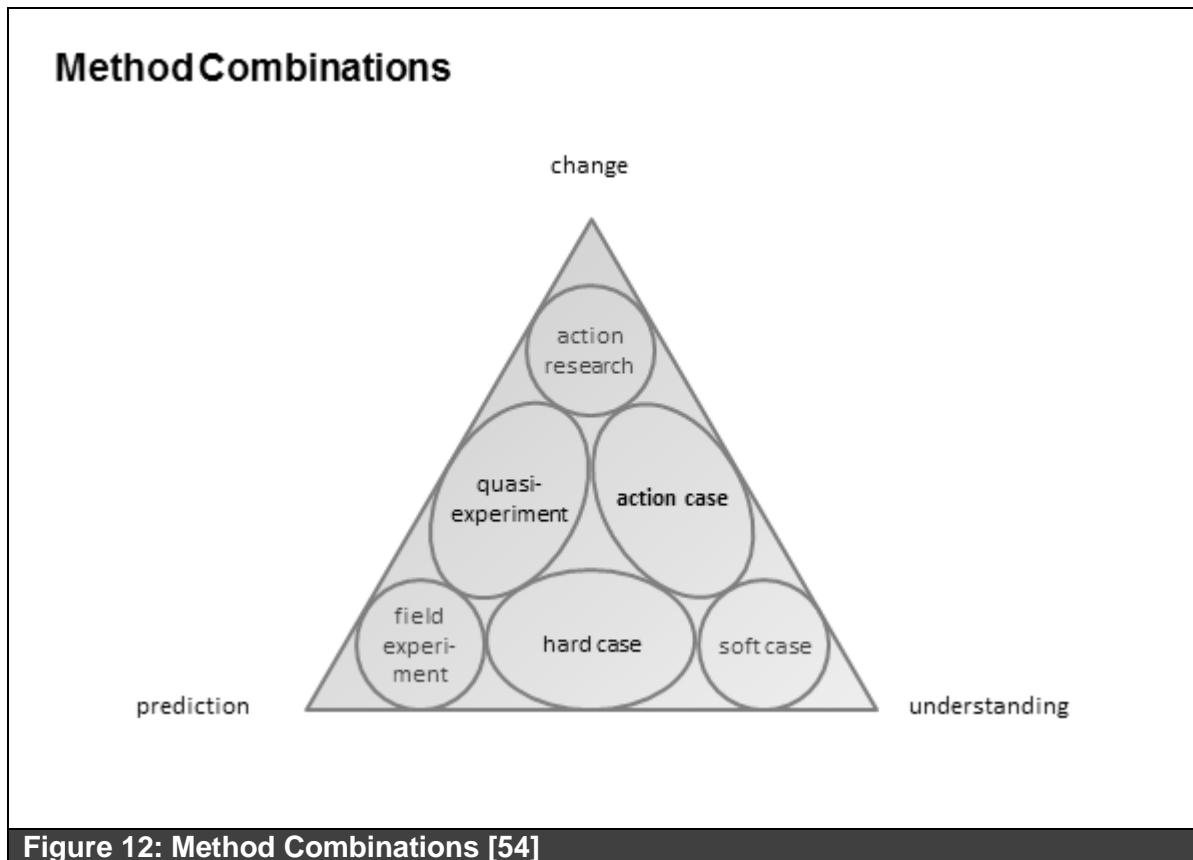 Method Combinations
change
action
research
quasi-
experiment
action case
field
experi-
ment
hard case
soft case
prediction
understanding
Figure 12: Method Combinations [54]